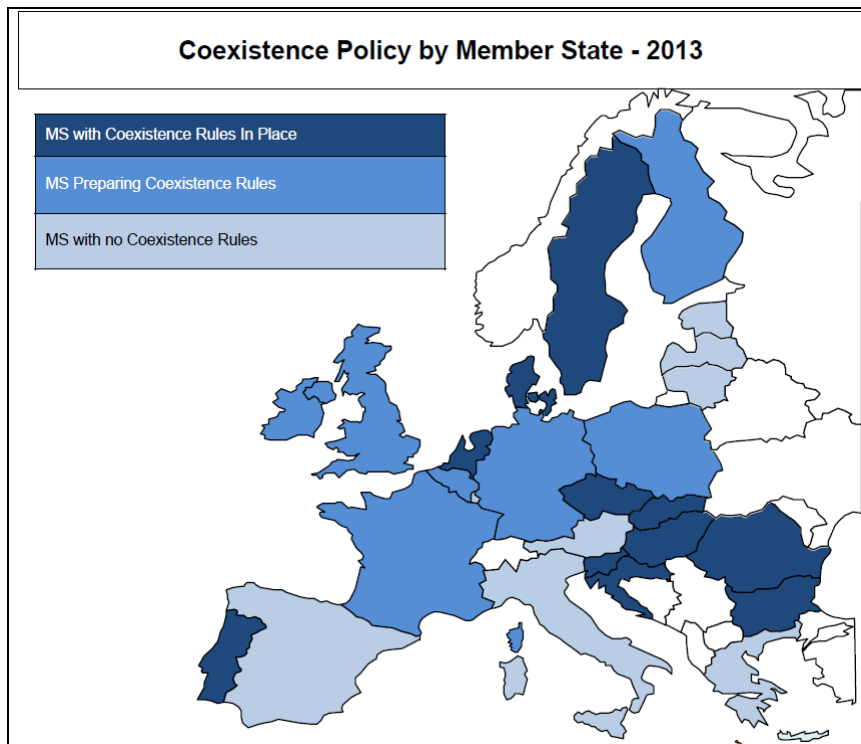 Coexistence Policy by Member State - 2013
MS with Coexistence Rules In Place
MS Preparing Coexistence Rules
MS with no Coexistence Rules